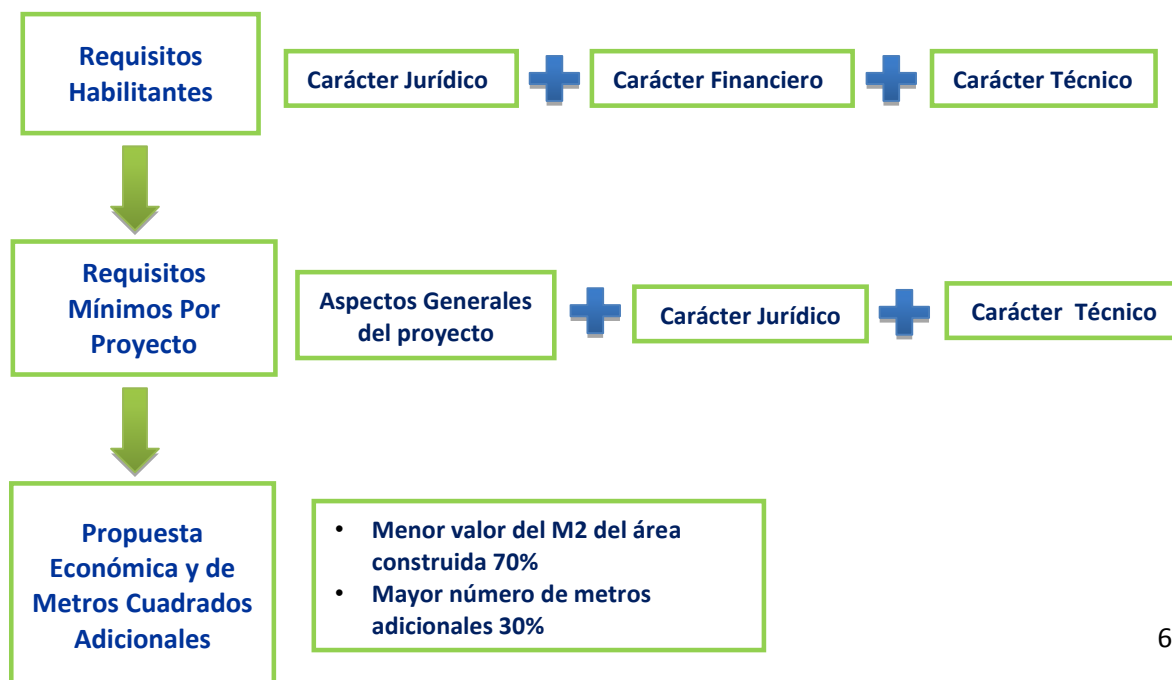 Requisitos
Habilitantes
Carácter Jurídico
Carácter Financiero
Carácter Técnico
Requisitos
Mínimos Por
Proyecto
Aspectos Generales
del proyecto
Carácter Jurídico
Carácter  Técnico
Propuesta
Económica y de
Metros Cuadrados
Adicionales
• Menor valor del M2 del área
construida 70%
• Mayor número de metros
adicionales 30%
6